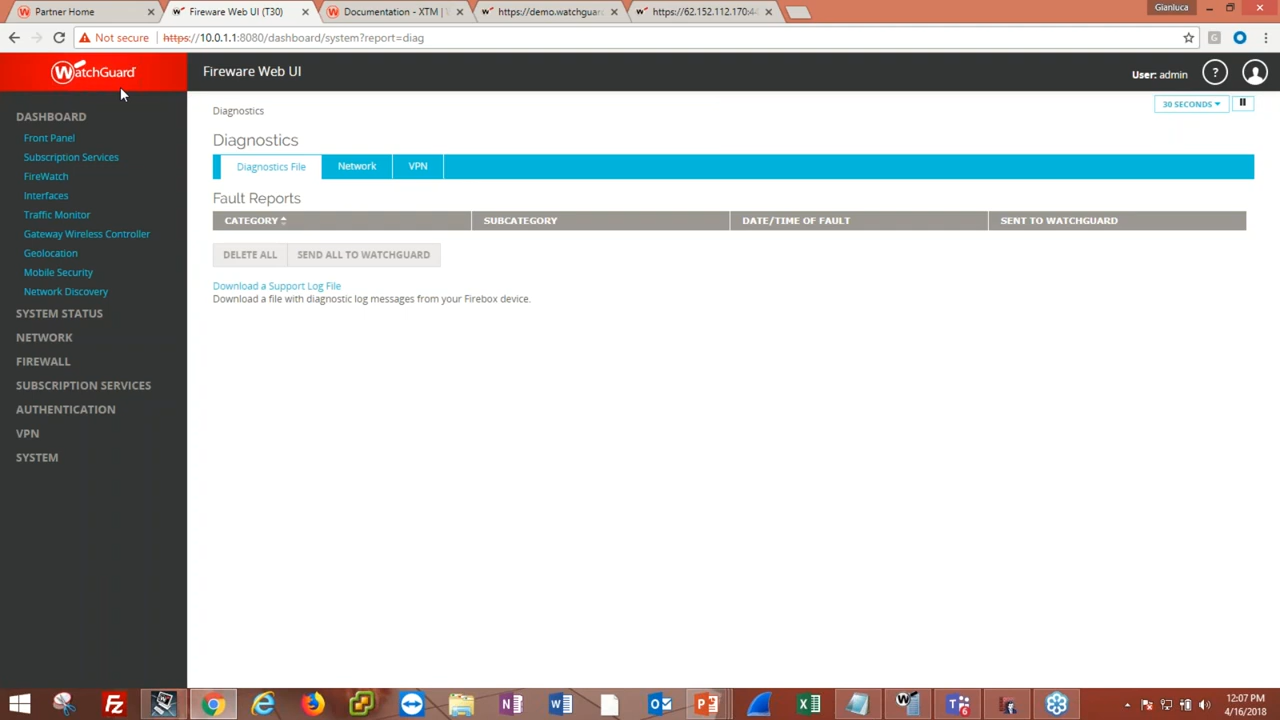 Partner Home
Fireware Web UI (T30)
Documentation - XTM |
https://demo.watchguar
https://62.152.112.170:4
Gianluca
Not secure
https://10.0.1.1:8080/dashboard/system?report=diag
WatchGuard
Fireware Web UI
User: admin
?
DASHBOARD
Front Panel
Subscription Services
FireWatch
Interfaces
Traffic Monitor
Gateway Wireless Controller
Geolocation
Mobile Security
Network Discovery
SYSTEM STATUS
NETWORK
FIREWALL
SUBSCRIPTION SERVICES
AUTHENTICATION
VPN
SYSTEM
Diagnostics
30 SECONDS
Diagnostics
Diagnostics File
Network
VPN
Fault Reports
CATEGORY
SUBCATEGORY
DATE/TIME OF FAULT
SENT TO WATCHGUARD
DELETE ALL
SEND ALL TO WATCHGUARD
Download a Support Log File
Download a file with diagnostic log messages from your Firebox device.
12:07 PM
4/16/2018